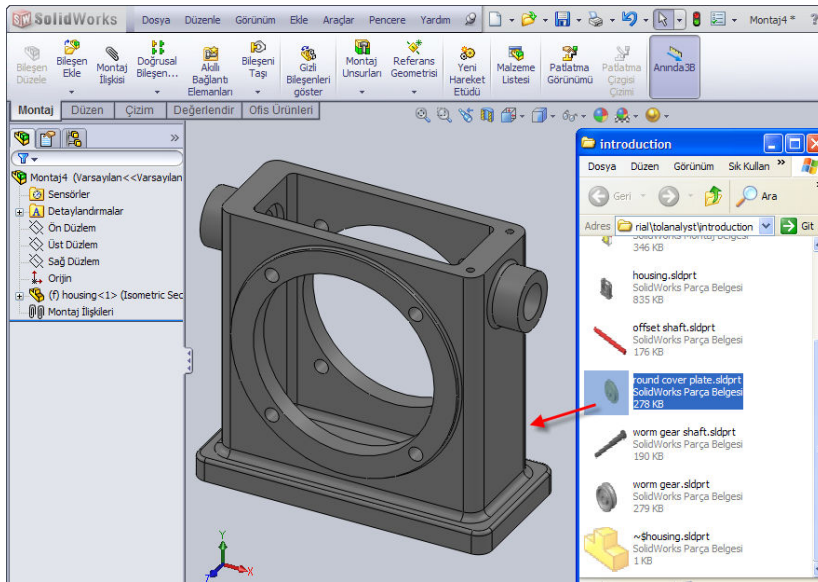 SolidWorks Dosya Düzenle Görünüm Ekle Araçlar Pencere Yardım Montaj4 * ?
Bileşen Düzele
Bileşen Ekle
Montaj İlişkisi
Doğrusal Bileşen...
Akıllı Bağlantı Elemanları
Bileşeni Taşı
Gizli Bileşenleri göster
Montaj Unsurları
Referans Geometrisi
Yeni Hareket Etüdü
Malzeme Listesi
Patlatma Görünümü
Patlatma Çizgisi Çizimi
Anında3B
Montaj Düzen Çizim Değerlendir Ofis Ürünleri
Montaj4 (Varsayılan<<Varsayılan
Sensörler
Detaylandırmalar
Ön Düzlem
Üst Düzlem
Sağ Düzlem
Orijin
(f) housing<1> (Isometric Sec
Montaj İlişkileri
Y
X
Z
introduction
Dosya Düzen Görünüm Sık Kullan »
Geri Ara
Adres rial\tolanalyst\introduction Git
SolidWorks Montaj Belgesi
346 KB
housing.sldprt
SolidWorks Parça Belgesi
835 KB
offset shaft.sldprt
SolidWorks Parça Belgesi
176 KB
round cover plate.sldprt
SolidWorks Parça Belgesi
278 KB
worm gear shaft.sldprt
SolidWorks Parça Belgesi
190 KB
worm gear.sldprt
SolidWorks Parça Belgesi
279 KB
~$housing.sldprt
SolidWorks Parça Belgesi
1 KB